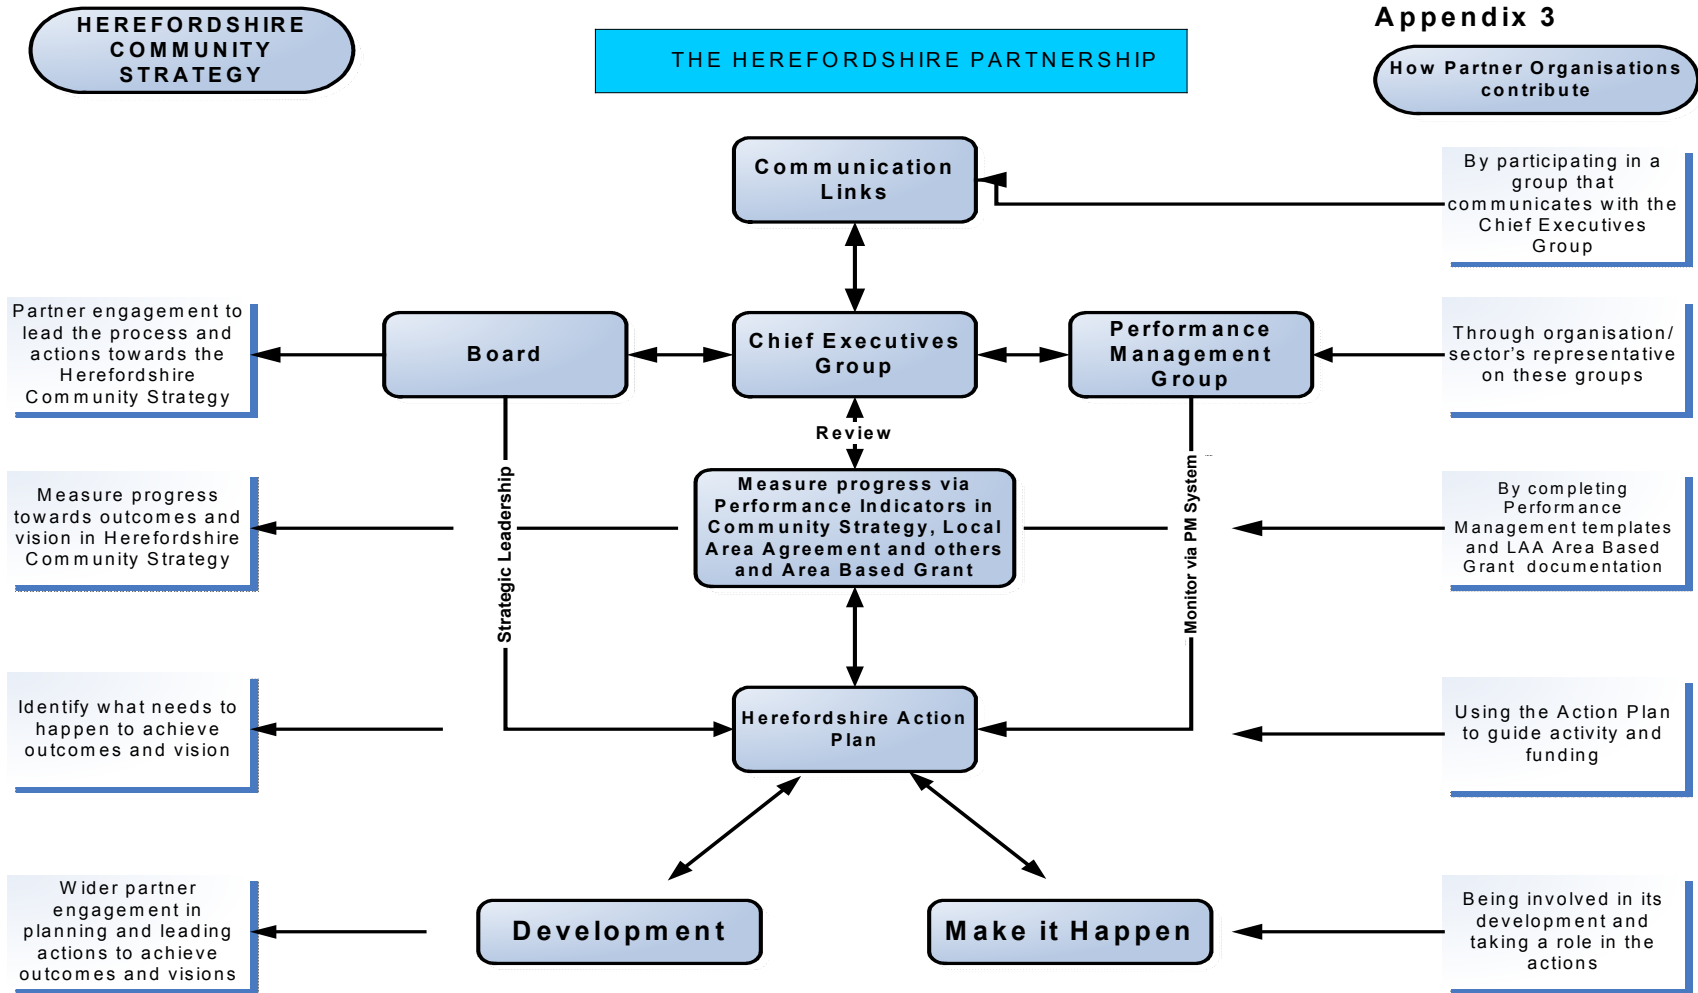 Appendix 3
HEREFORDSHIRE
COMMUNITY
STRATEGY
THE HEREFORDSHIRE PARTNERSHIP
How Partner Organisations
contribute
Communication
Links
By participating in a
group that
communicates with the
Chief Executives
Group
Partner engagement to
lead the process and
actions towards the
Herefordshire
Community Strategy
Board
Chief Executives
Group
Performance
Management
Group
Through organisation/
sector's representative
on these groups
Review
Strategic Leadership
Monitor via PM System
Measure progress
towards outcomes and
vision in Herefordshire
Community Strategy
Measure progress via
Performance Indicators in
Community Strategy, Local
Area Agreement and others
and Area Based Grant
By completing
Performance
Management templates
and LAA Area Based
Grant documentation
Identify what needs to
happen to achieve
outcomes and vision
Herefordshire Action
Plan
Using the Action Plan
to guide activity and
funding
Wider partner
engagement in
planning and leading
actions to achieve
outcomes and visions
Development
Make it Happen
Being involved in its
development and
taking a role in the
actions